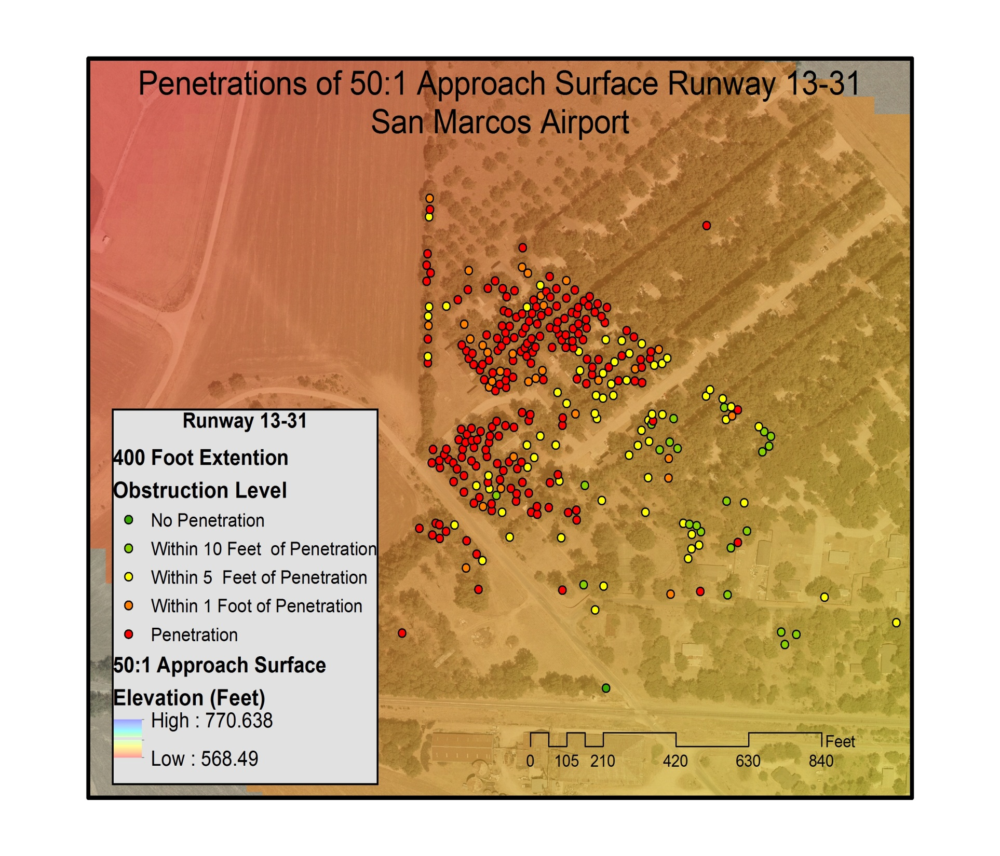 Penetrations of 50:1 Approach Surface Runway 13-31
San Marcos Airport
Runway 13-31
400 Foot Extention
Obstruction Level
No Penetration
Within 10 Feet  of Penetration
Within 5  Feet of Penetration
Within 1 Foot of Penetration
Penetration
50:1 Approach Surface
Elevation (Feet)
High : 770.638
Low : 568.49
Feet
0 105 210 420 630 840